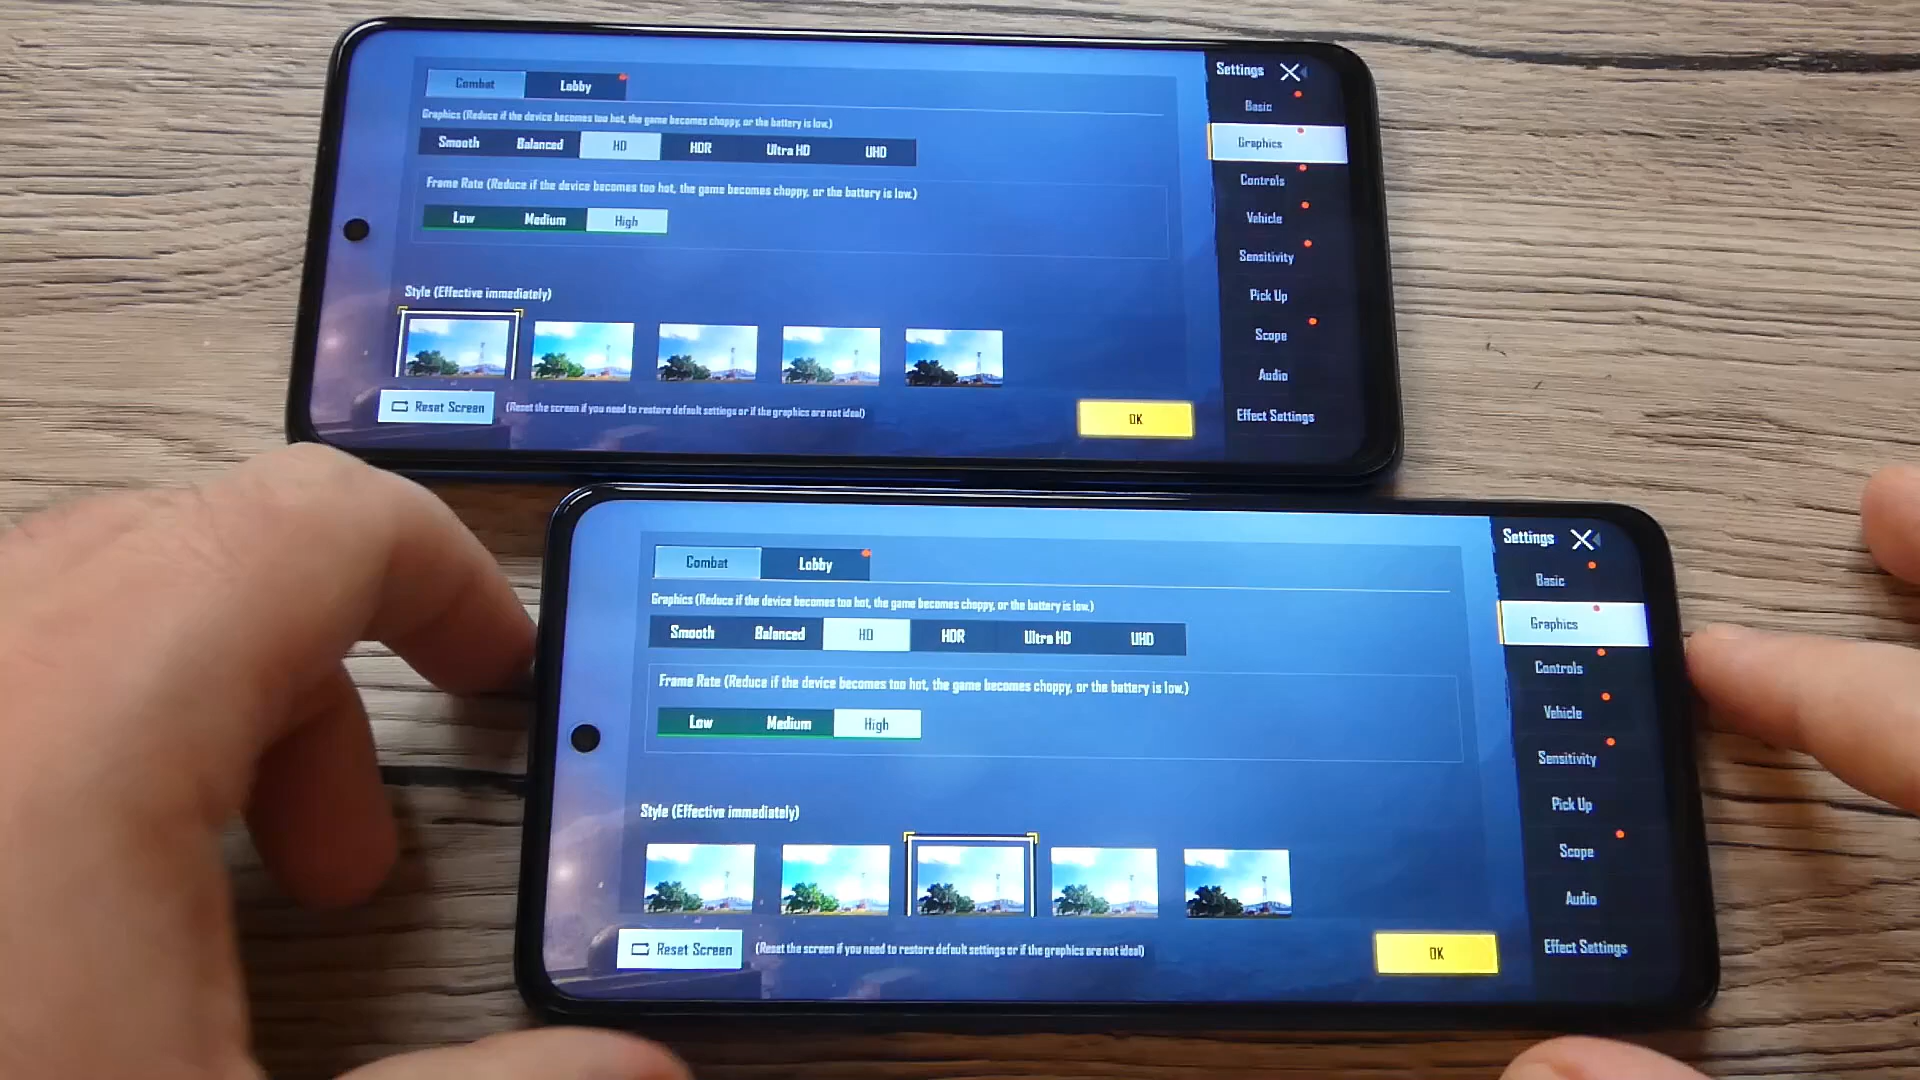 Combat Lobby
Graphics (Reduce if the device becomes too hot, the game becomes choppy, or the battery is low.)
Smooth Balanced HD HDR Ultra HD UHD
Frame Rate (Reduce if the device becomes too hot, the game becomes choppy, or the battery is low.)
Low Medium High
Style (Effective immediately)
Reset Screen (Reset the screen if you need to restore default settings or if the graphics are not ideal)
OK
Settings
Basic
Graphics
Controls
Vehicle
Sensitivity
Pick Up
Scope
Audio
Effect Settings
Combat Lobby
Graphics (Reduce if the device becomes too hot, the game becomes choppy, or the battery is low.)
Smooth Balanced HD HDR Ultra HD UHD
Frame Rate (Reduce if the device becomes too hot, the game becomes choppy, or the battery is low.)
Low Medium High
Style (Effective immediately)
Reset Screen (Reset the screen if you need to restore default settings or if the graphics are not ideal)
OK
Settings
Basic
Graphics
Controls
Vehicle
Sensitivity
Pick Up
Scope
Audio
Effect Settings